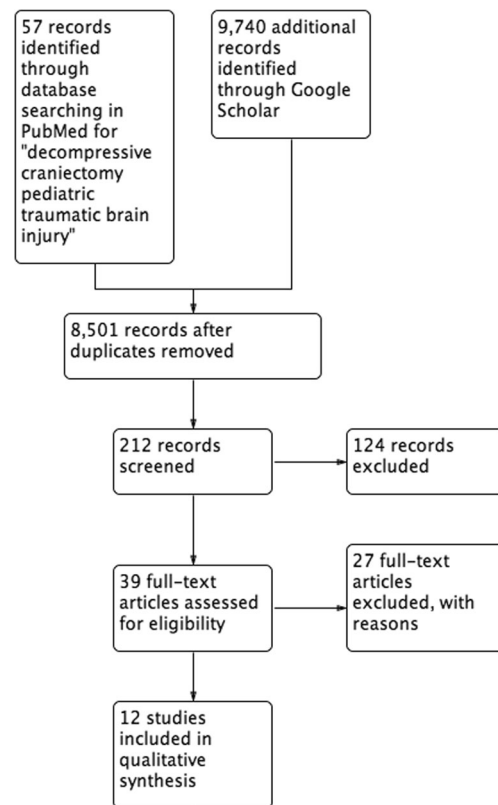 57 records
identified
through
database
searching in
PubMed for
"decompressive
craniectomy
pediatric
traumatic brain
injury"
9,740 additional
records
identified
through Google
Scholar
8,501 records after
duplicates removed
212 records
screened
124 records
excluded
39 full-text
articles assessed
for eligibility
27 full-text
articles
excluded, with
reasons
12 studies
included in
qualitative
synthesis